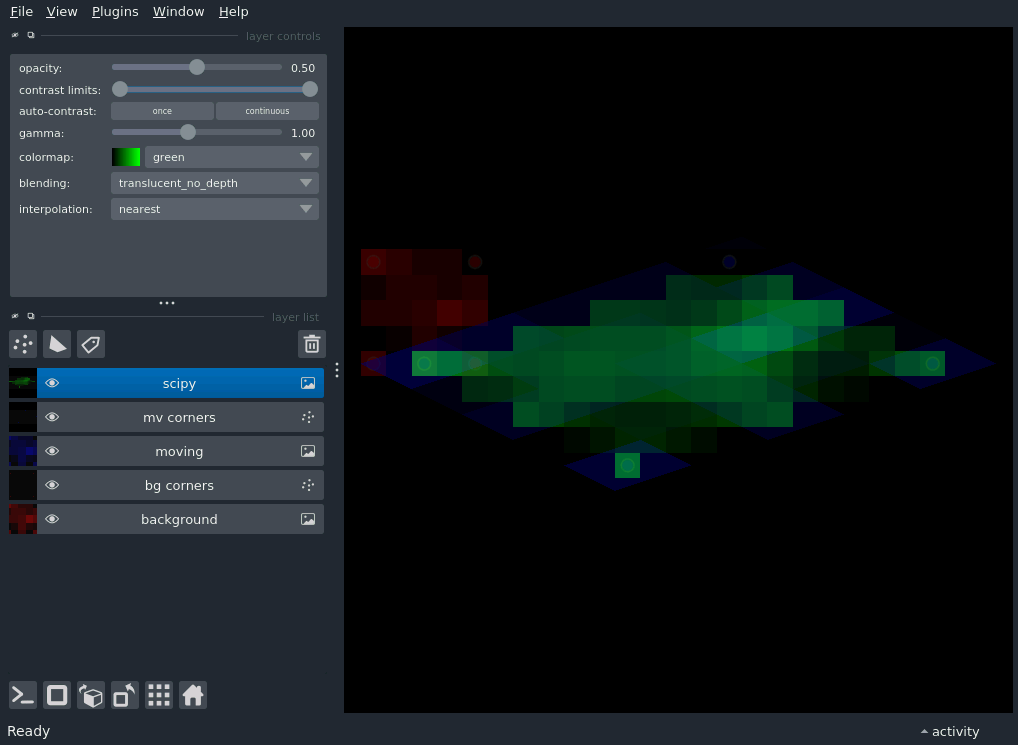 File View Plugins Window Help
layer controls
opacity: 0.50
contrast limits:
auto-contrast: once continuous
gamma: 1.00
colormap: green
blending: translucent_no_depth
interpolation: nearest
layer list
scipy
mv corners
moving
bg corners
background
Ready
activity